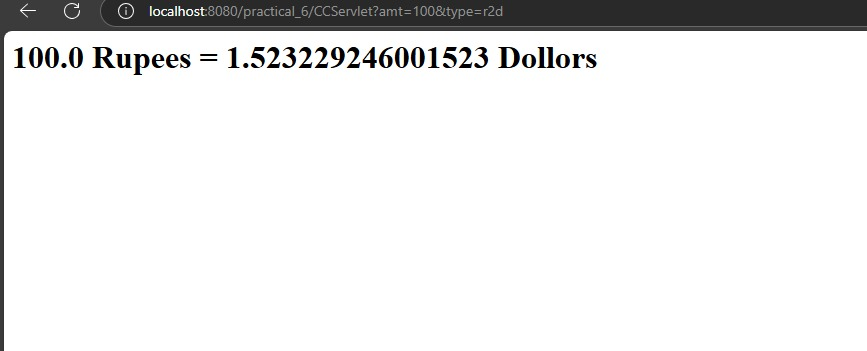 localhost:8080/practical_6/CCServlet?amt=100&type=r2d
100.0 Rupees = 1.523229246001523 Dollors